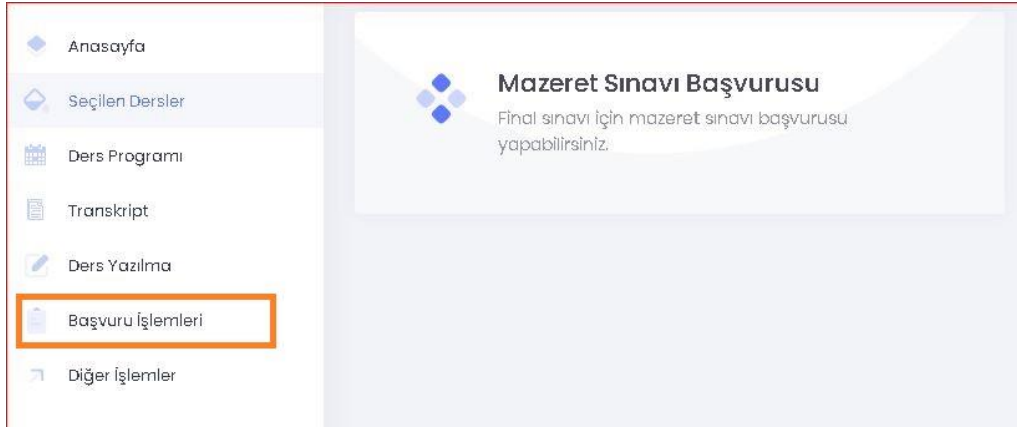 Anasayfa
Seçilen Dersler
Ders Programı
Transkript
Ders Yazılma
Başvuru İşlemleri
Diğer İşlemler
Mazeret Sınavı Başvurusu
Final sınavı için mazeret sınavı başvurusu
yapabilirsiniz.